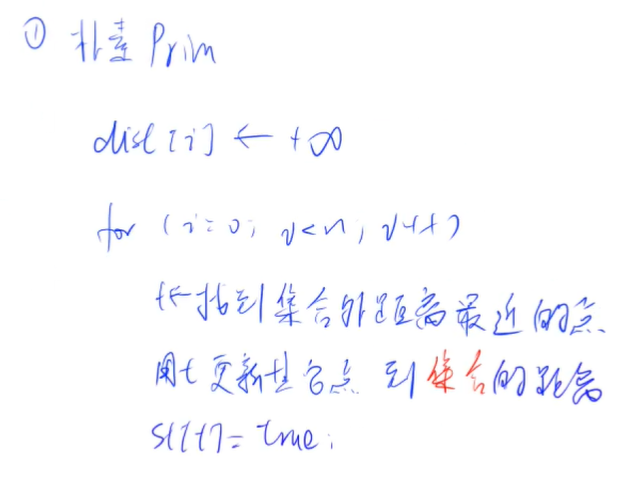 ① 朴素 Prim
dist[i] ← +∞
for (i=0; i<n; i++)
t← 找到集合外距离最近的点
用t更新其它点 到集合的距离
st[t] = true;